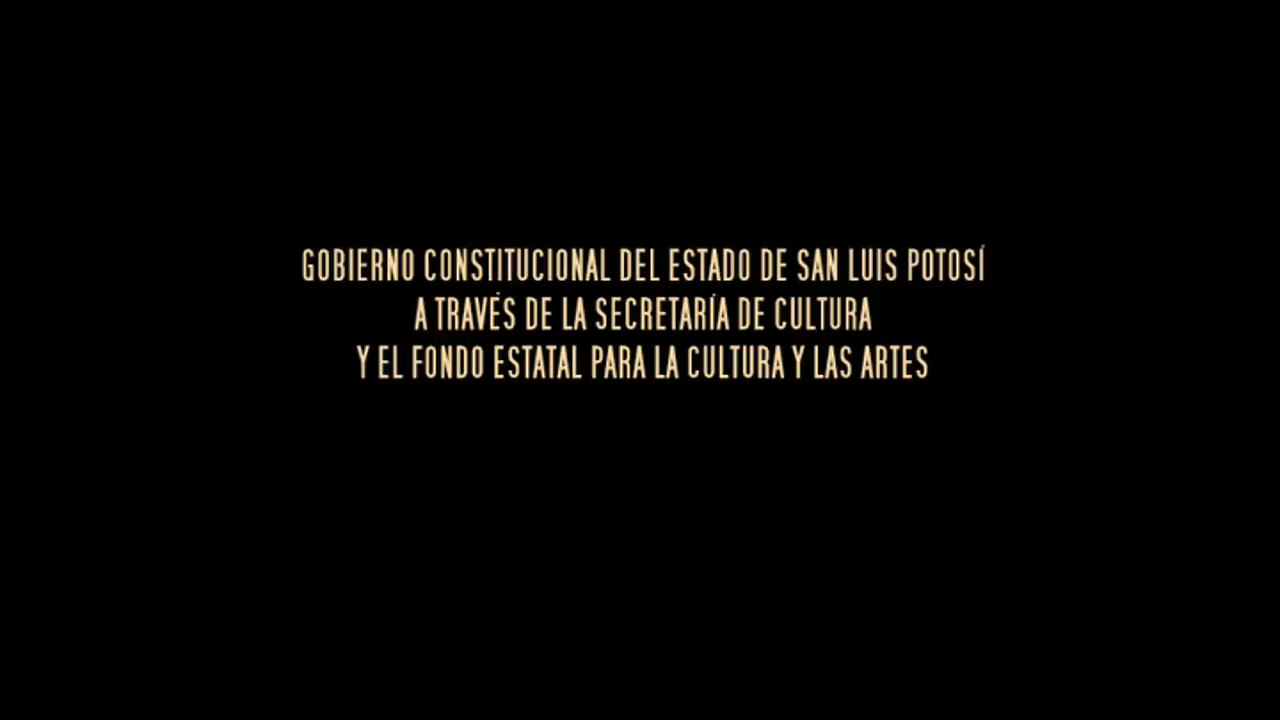 GOBIERNO CONSTITUCIONAL DEL ESTADO DE SAN LUIS POTOSÍ
A TRAVÉS DE LA SECRETARÍA DE CULTURA
Y EL FONDO ESTATAL PARA LA CULTURA Y LAS ARTES